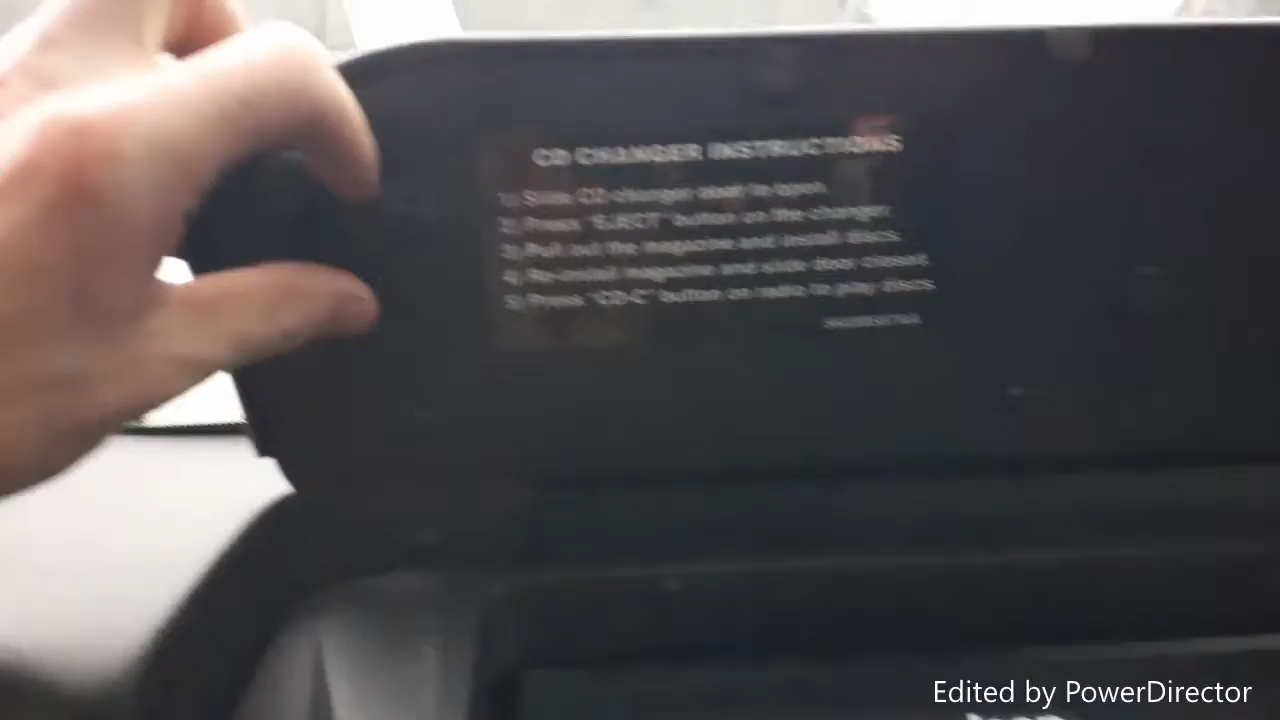 CD CHANGER INSTRUCTIONS
1) Slide CD changer door to open.
2) Press "EJECT" button on the changer.
3) Pull out the magazine and install discs.
4) Re-install magazine and slide door closed.
5) Press "CD-C" button on radio to play discs.
Edited by PowerDirector